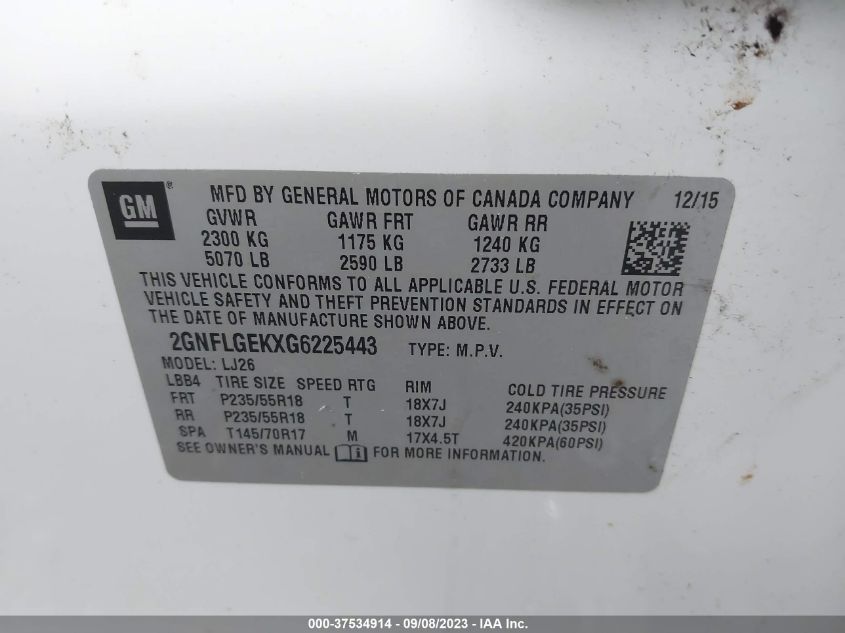 GM ® MFD BY GENERAL MOTORS OF CANADA COMPANY 12/15
GVWR GAWR FRT GAWR RR
2300 KG 1175 KG 1240 KG
5070 LB 2590 LB 2733 LB
THIS VEHICLE CONFORMS TO ALL APPLICABLE U.S. FEDERAL MOTOR
VEHICLE SAFETY AND THEFT PREVENTION STANDARDS IN EFFECT ON
THE DATE OF MANUFACTURE SHOWN ABOVE.
2GNFLGEKXG6225443 TYPE: M.P.V.
MODEL: LJ26
LBB4 TIRE SIZE SPEED RTG RIM COLD TIRE PRESSURE
FRT P235/55R18 T 18X7J 240KPA(35PSI)
RR P235/55R18 T 18X7J 240KPA(35PSI)
SPA T145/70R17 M 17X4.5T 420KPA(60PSI)
SEE OWNER'S MANUAL FOR MORE INFORMATION.
000-37534914 - 09/08/2023 - IAA Inc.